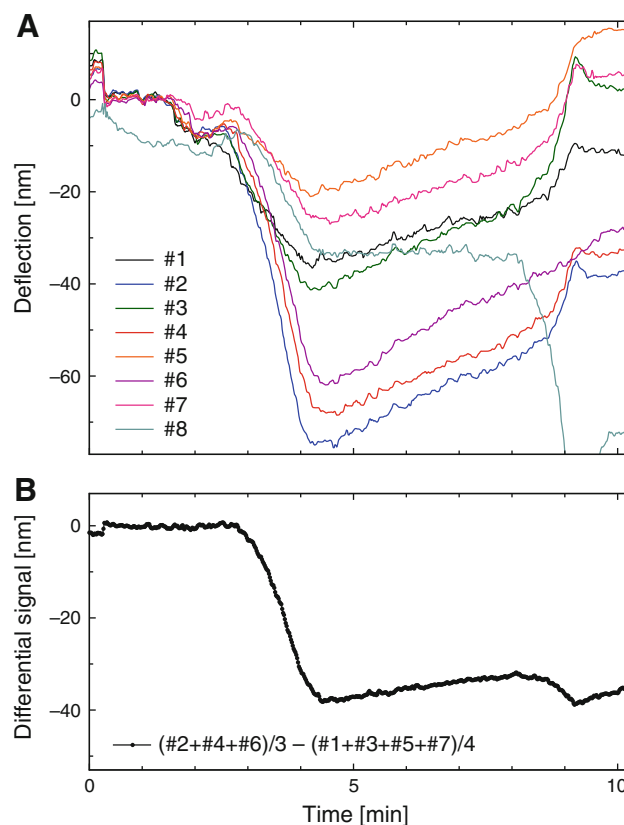 A
0
−20
−40
−60
Deflection [nm]
#1
#2
#3
#4
#5
#6
#7
#8
B
0
−20
−40
Differential signal [nm]
(#2+#4+#6)/3 − (#1+#3+#5+#7)/4
0 5 10
Time [min]